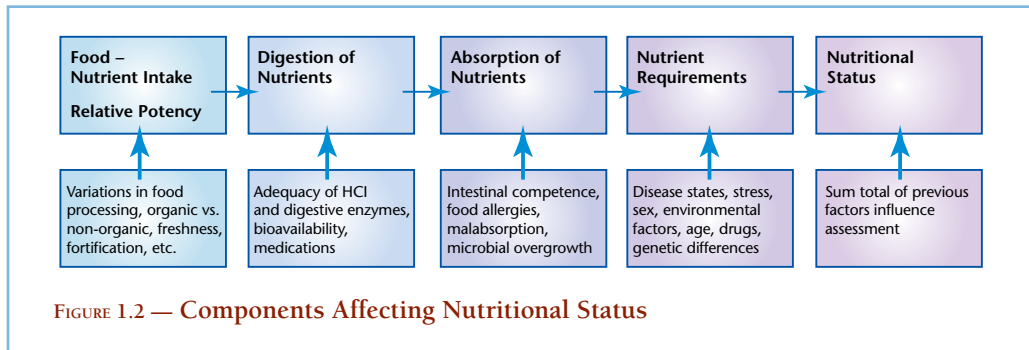 Food –
Nutrient Intake
Relative Potency
Digestion of
Nutrients
Absorption of
Nutrients
Nutrient
Requirements
Nutritional
Status
Variations in food
processing, organic vs.
non-organic, freshness,
fortification, etc.
Adequacy of HCI
and digestive enzymes,
bioavailability,
medications
Intestinal competence,
food allergies,
malabsorption,
microbial overgrowth
Disease states, stress,
sex, environmental
factors, age, drugs,
genetic differences
Sum total of previous
factors influence
assessment
Figure 1.2 — Components Affecting Nutritional Status